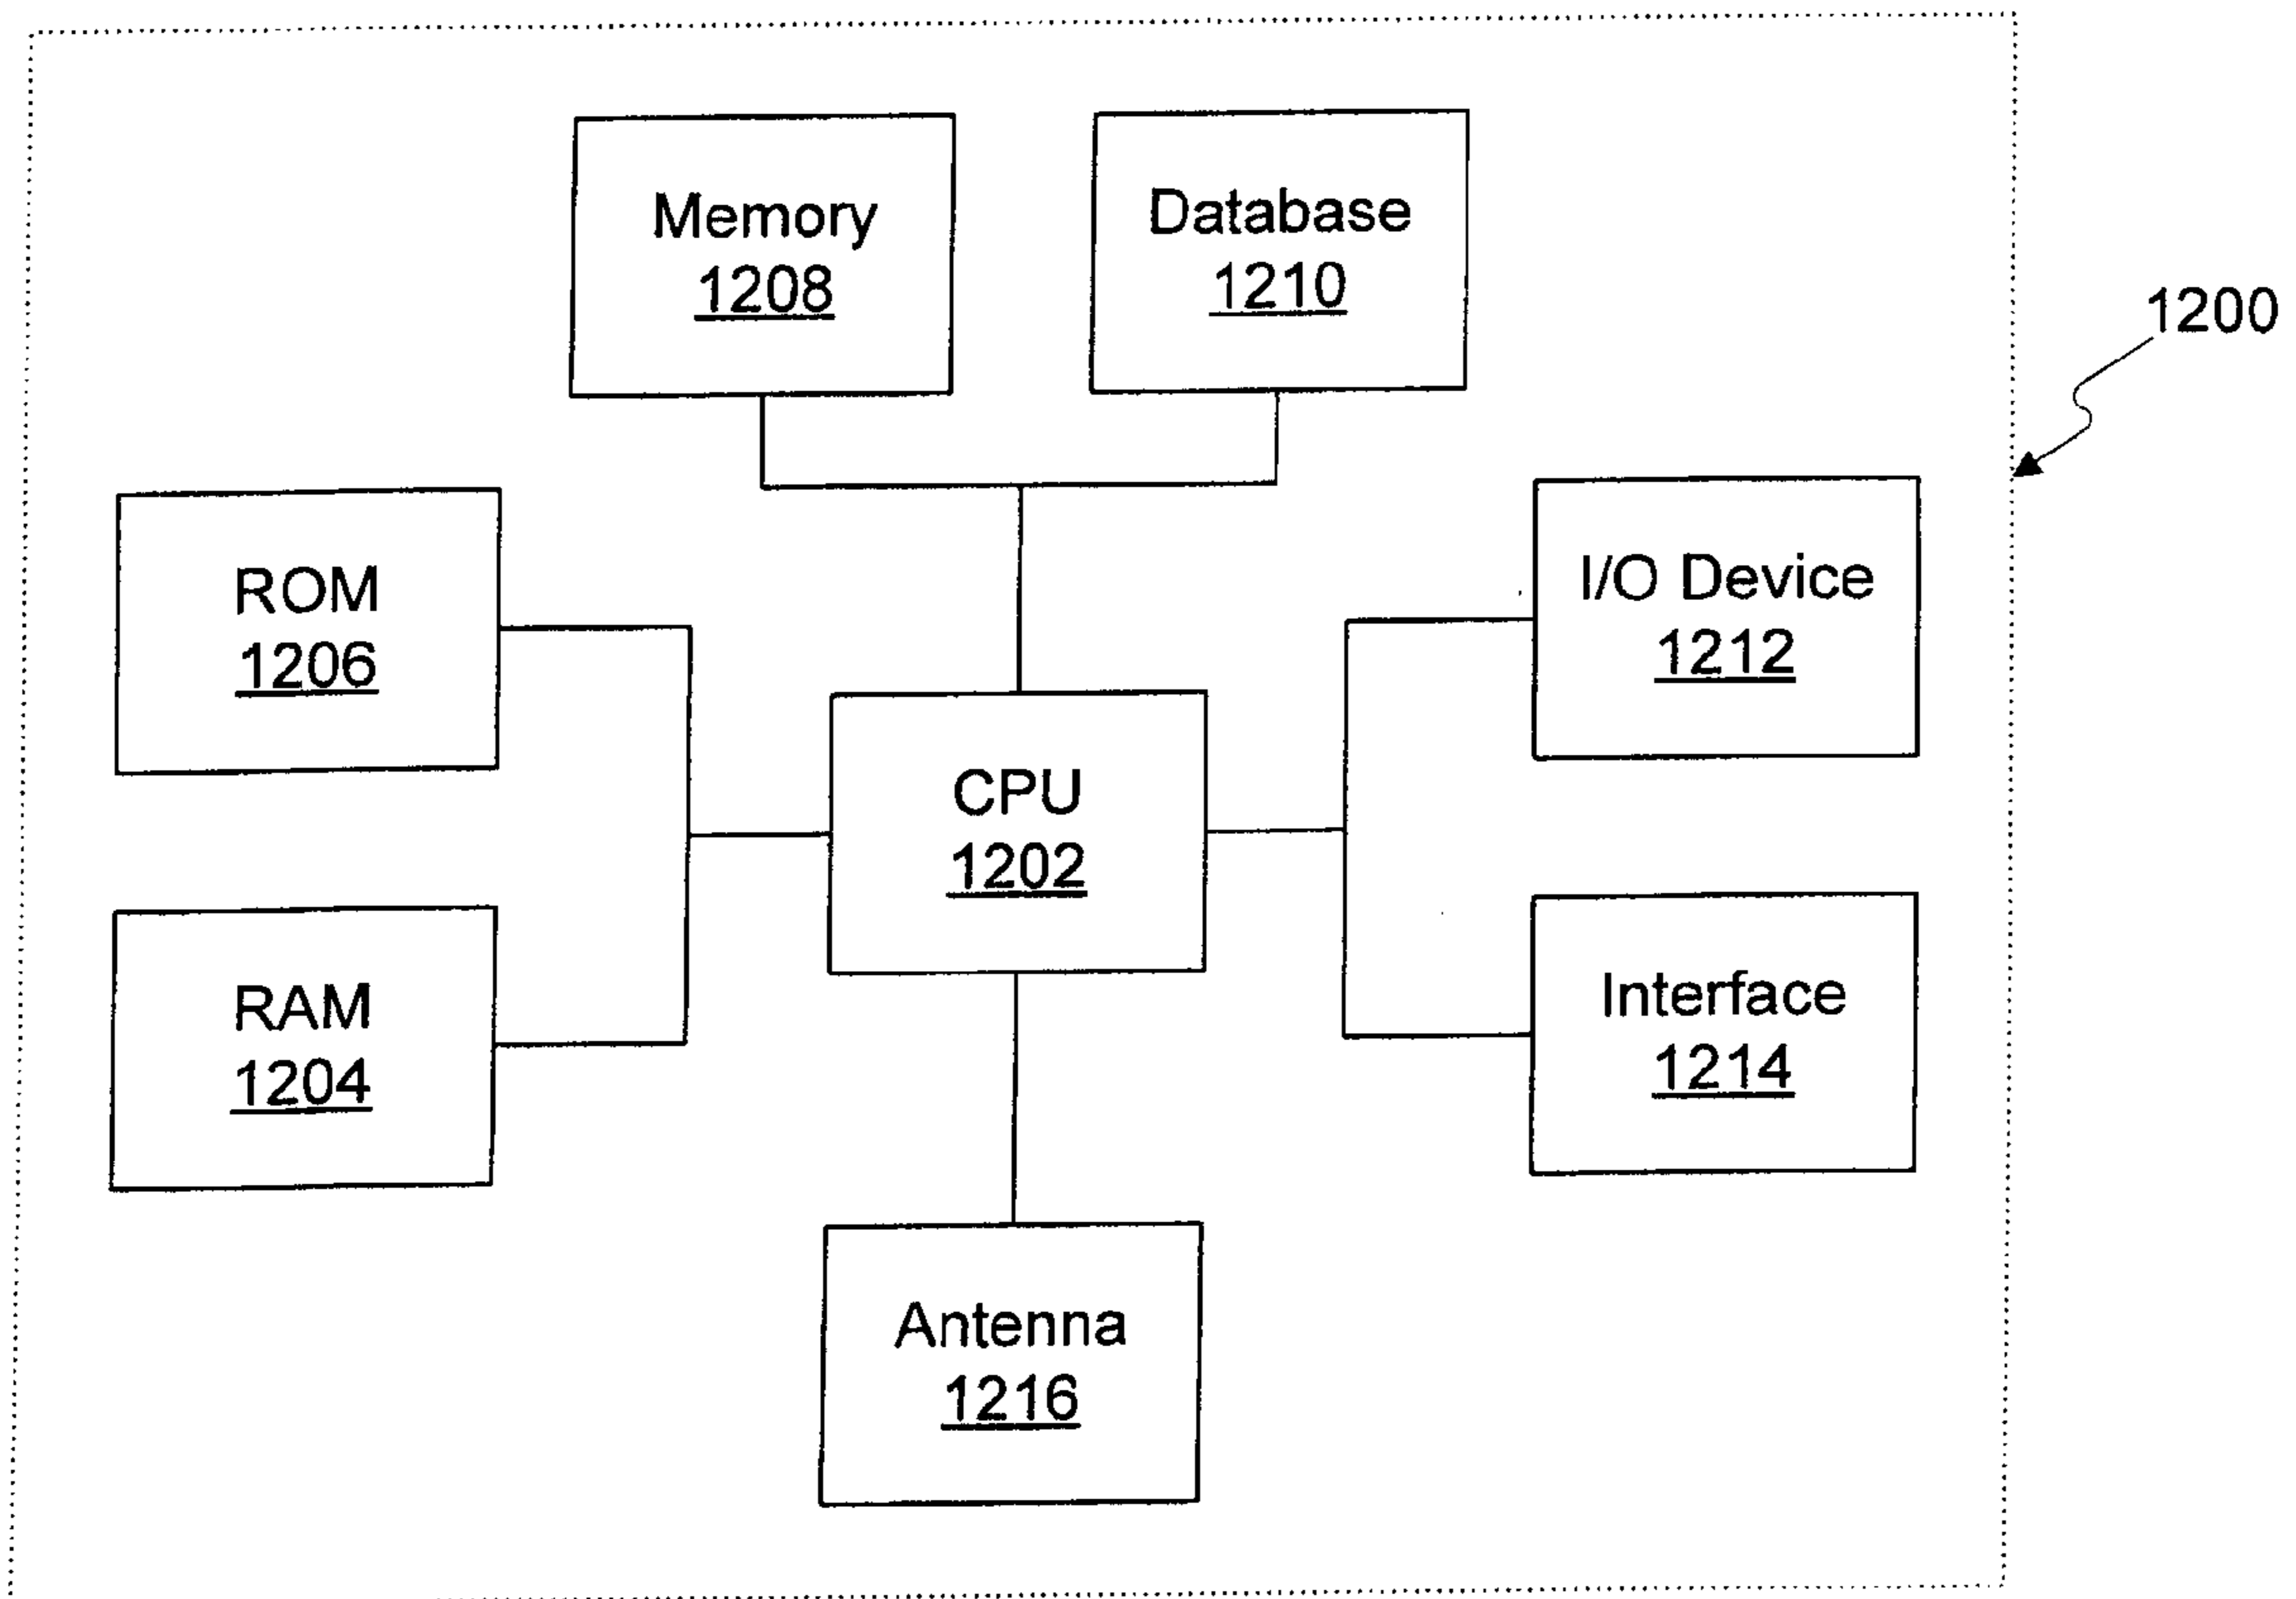 Memory
1208
Database
1210
1200
ROM
1206
I/O Device
1212
CPU
1202
RAM
1204
Interface
1214
Antenna
1216